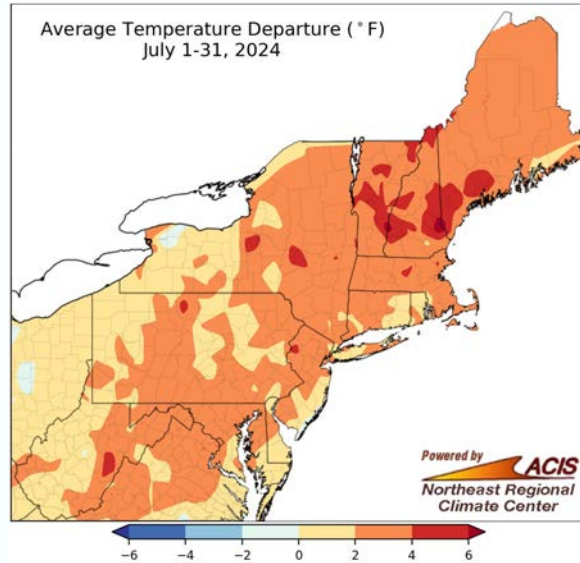 Average Temperature Departure (°F)
July 1-31, 2024
Powered by
ACIS
Northeast Regional
Climate Center
−6 −4 −2 0 2 4 6